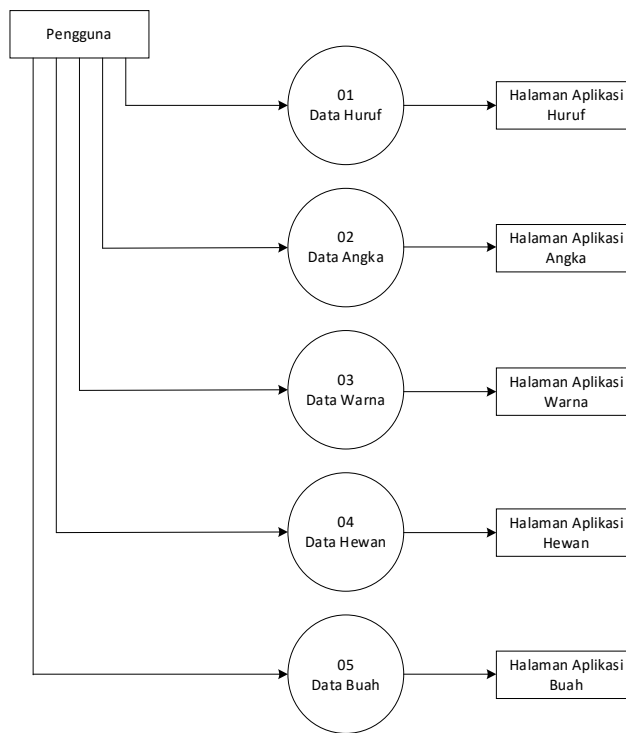 Pengguna
01
Data Huruf
Halaman Aplikasi
Huruf
02
Data Angka
Halaman Aplikasi
Angka
03
Data Warna
Halaman Aplikasi
Warna
04
Data Hewan
Halaman Aplikasi
Hewan
05
Data Buah
Halaman Aplikasi
Buah